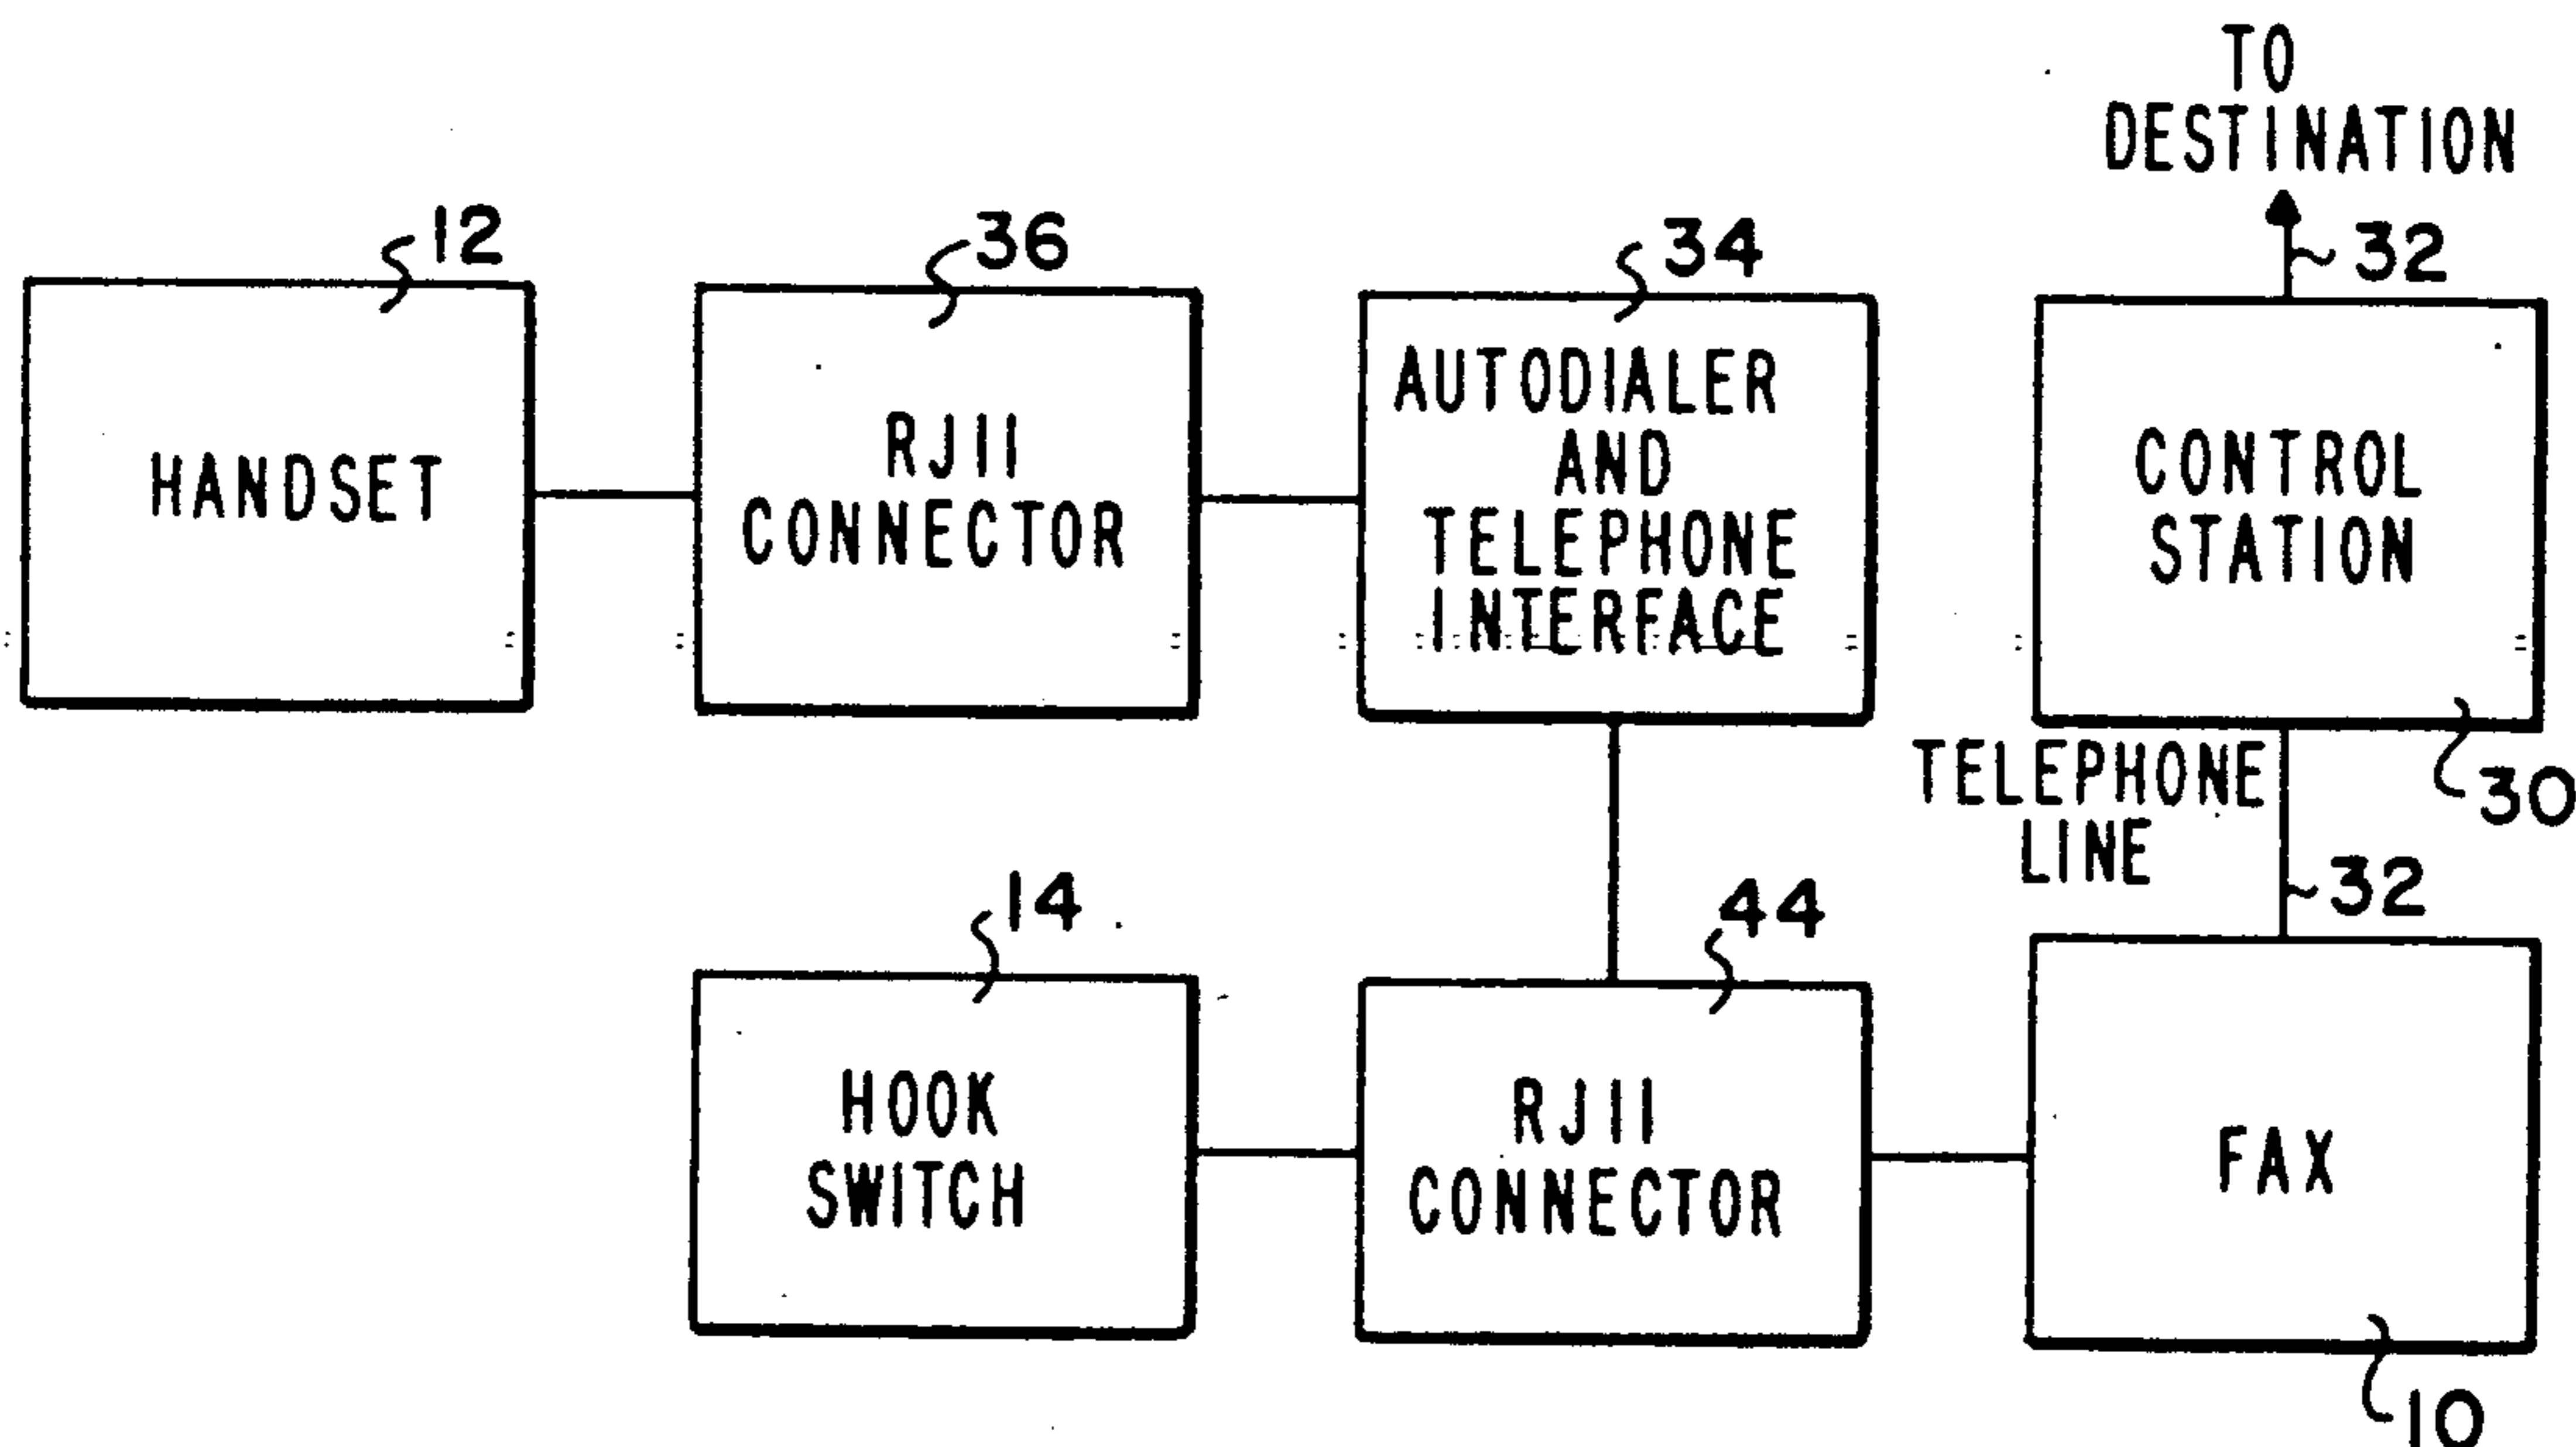 TO
DESTINATION
12
36
34
32
HANDSET
RJ11
CONNECTOR
AUTODIALER
AND
TELEPHONE
INTERFACE
CONTROL
STATION
30
TELEPHONE
LINE
32
14
44
HOOK
SWITCH
RJ11
CONNECTOR
FAX
10